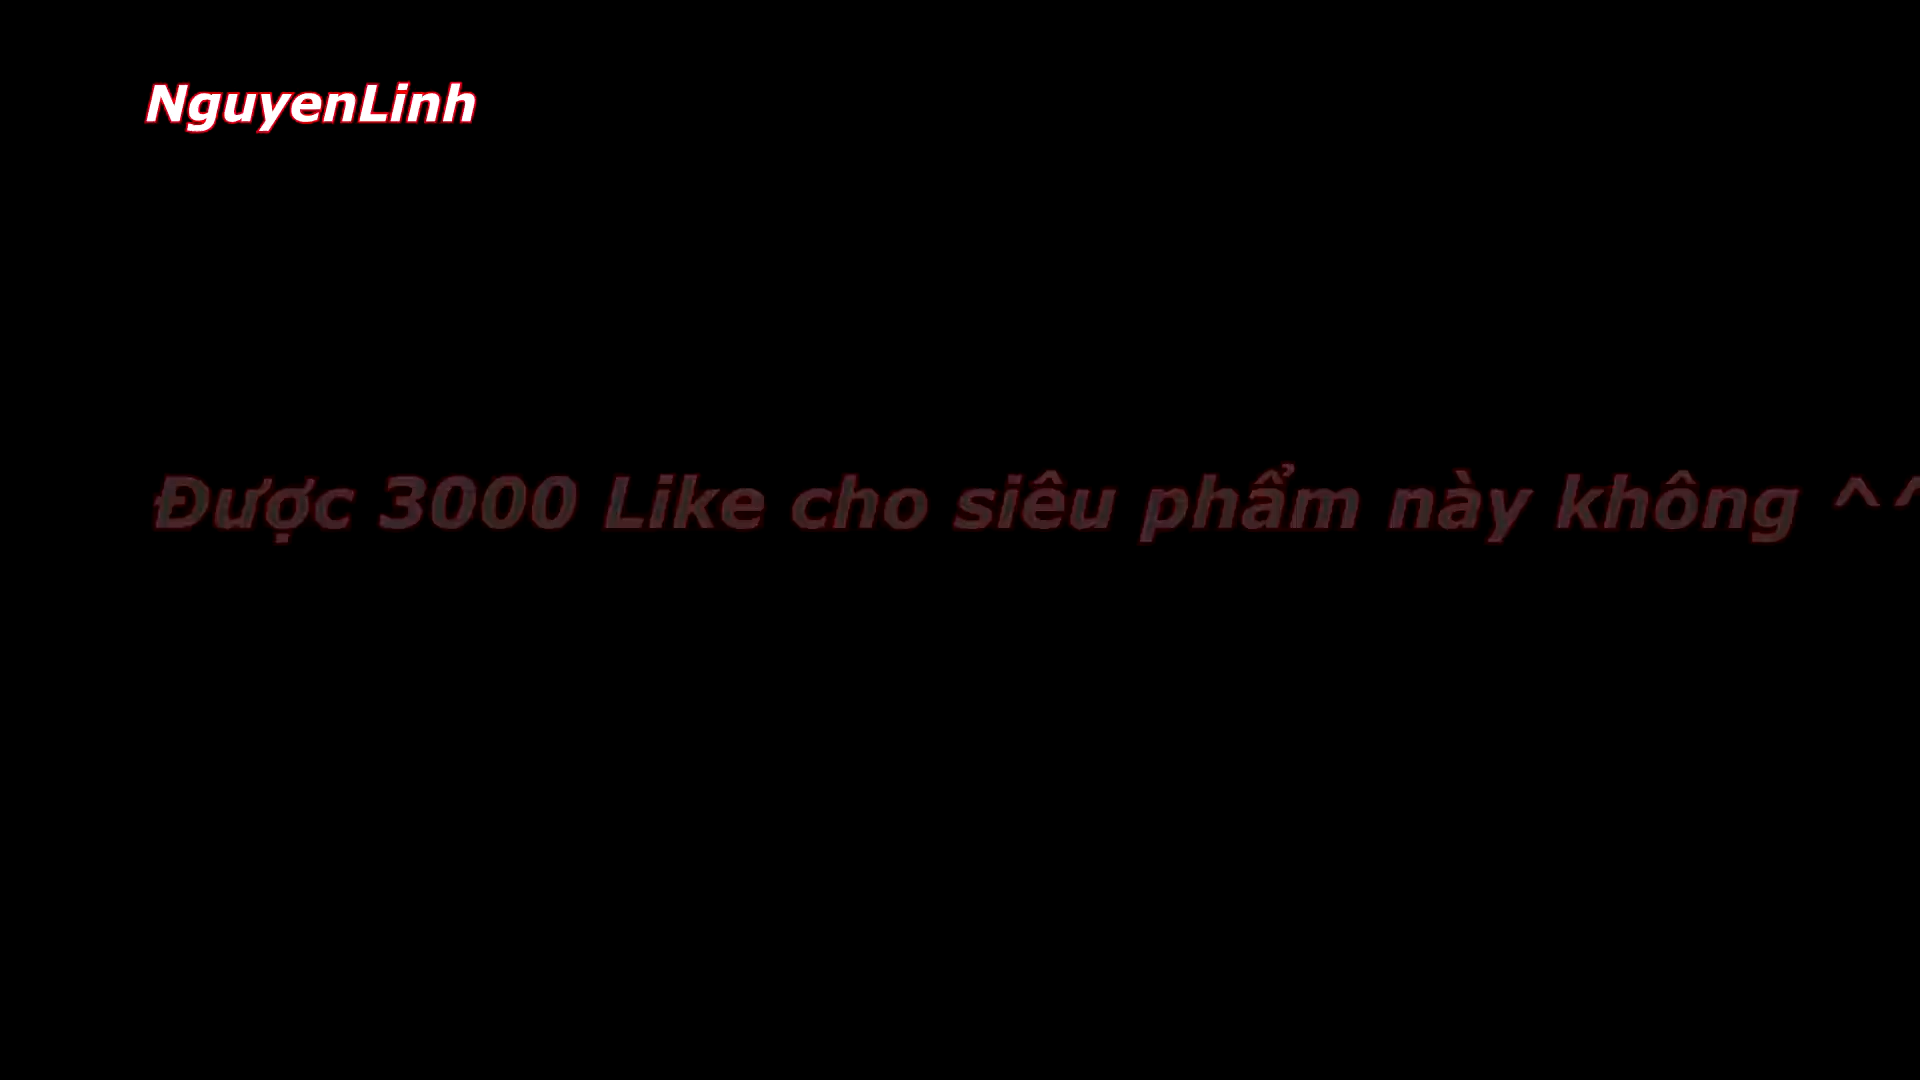 NguyenLinh
Được 3000 Like cho siêu phẩm này không ^^